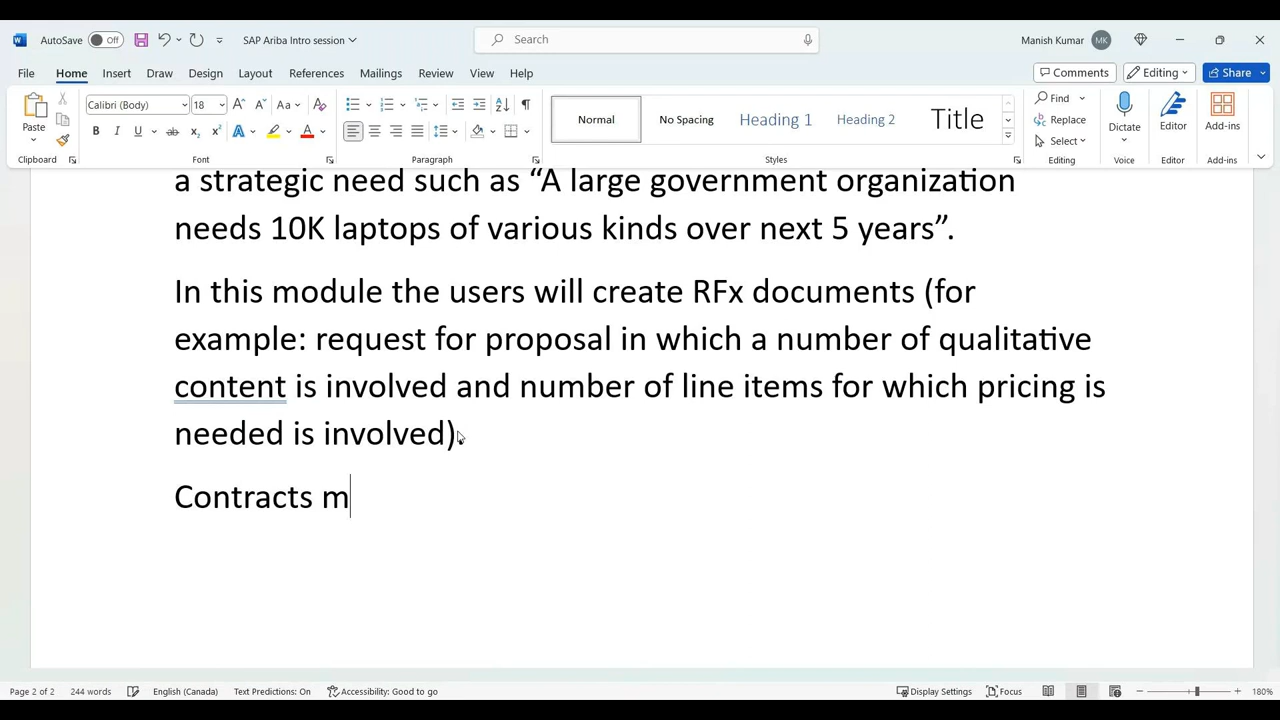 AutoSave Off SAP Ariba Intro session Search Manish Kumar MK
File Home Insert Draw Design Layout References Mailings Review View Help Comments Editing Share
Paste Calibri (Body) 18 Aa Normal No Spacing Heading 1 Heading 2 Title Find Replace Select Dictate Editor Add-ins
Clipboard Font Paragraph Styles Editing Voice Editor Add-ins
a strategic need such as “A large government organization
needs 10K laptops of various kinds over next 5 years”.
In this module the users will create RFx documents (for
example: request for proposal in which a number of qualitative
content is involved and number of line items for which pricing is
needed is involved).
Contracts m
Page 2 of 2 244 words English (Canada) Text Predictions: On Accessibility: Good to go Display Settings Focus 180%